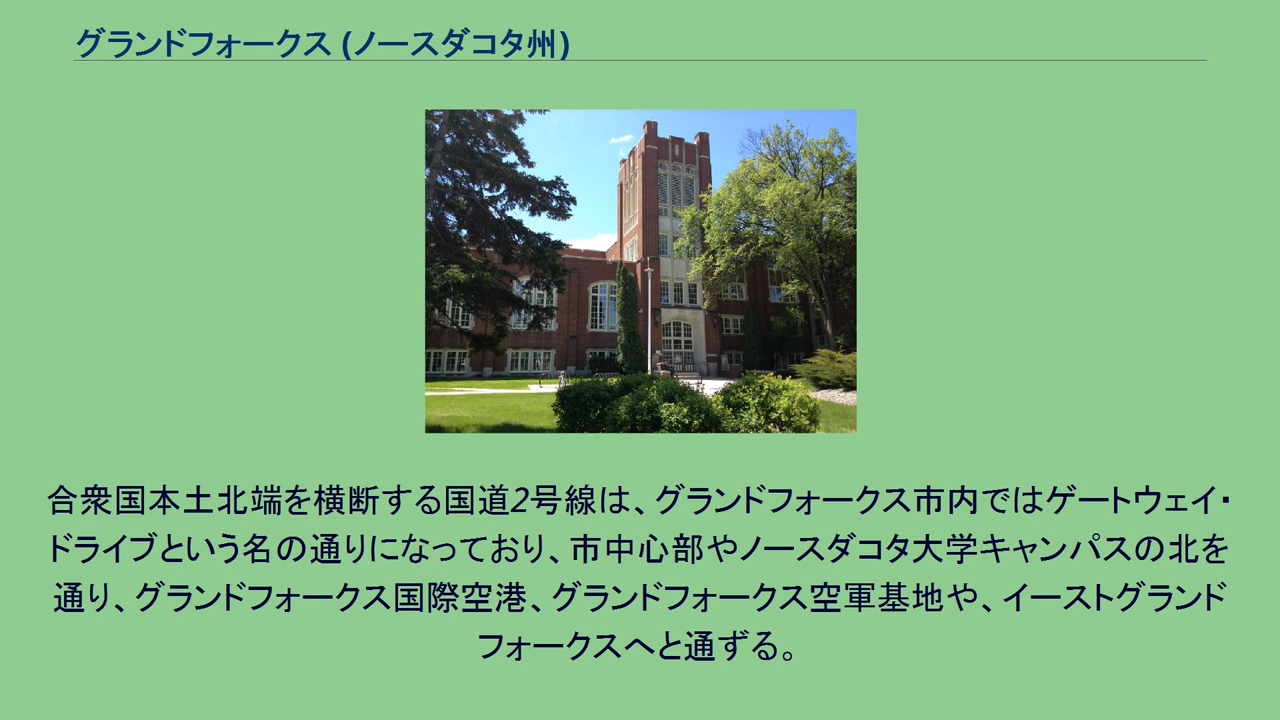 グランドフォークス (ノースダコタ州)
合衆国本土北端を横断する国道2号線は、グランドフォークス市内ではゲートウェイ・
ドライブという名の通りになっており、市中心部やノースダコタ大学キャンパスの北を
通り、グランドフォークス国際空港、グランドフォークス空軍基地や、イーストグランド
フォークスへと通ずる。